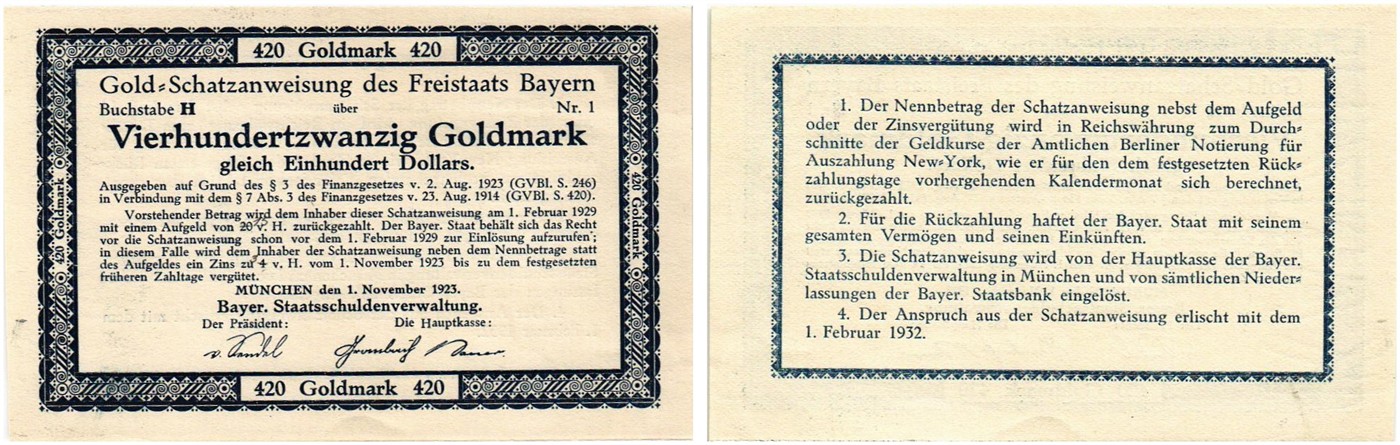 420 Goldmark 420
Gold-Schatzanweisung des Freistaats Bayern
Buchstabe H über Nr. 1
Vierhundertzwanzig Goldmark
gleich Einhundert Dollars.
Ausgegeben auf Grund des § 3 des Finanzgesetzes v. 2. Aug. 1923 (GVBl. S. 246)
in Verbindung mit dem § 7 Abs. 3 des Finanzgesetzes v. 23. Aug. 1914 (GVBl. S. 420).
Vorstehender Betrag wird dem Inhaber dieser Schatzanweisung am 1. Februar 1929
mit einem Aufgeld von 20 v. H. zurückgezahlt. Der Bayer. Staat behält sich das Recht
vor die Schatzanweisung schon vor dem 1. Februar 1929 zur Einlösung aufzurufen;
in diesem Falle wird dem Inhaber der Schatzanweisung neben dem Nennbetrage statt
des Aufgeldes ein Zins zu 4 v. H. vom 1. November 1923 bis zu dem festgesetzten
früheren Zahltage vergütet.
MÜNCHEN den 1. November 1923.
Bayer. Staatsschuldenverwaltung.
Der Präsident: Die Hauptkasse:
420 Goldmark 420
420 Goldmark 420
420 Goldmark 420
1. Der Nennbetrag der Schatzanweisung nebst dem Aufgeld
oder der Zinsvergütung wird in Reichswährung zum Durch-
schnitte der Geldkurse der Amtlichen Berliner Notierung für
Auszahlung New-York, wie er für den dem festgesetzten Rück-
zahlungstage vorhergehenden Kalendermonat sich berechnet,
zurückgezahlt.
2. Für die Rückzahlung haftet der Bayer. Staat mit seinem
gesamten Vermögen und seinen Einkünften.
3. Die Schatzanweisung wird von der Hauptkasse der Bayer.
Staatsschuldenverwaltung in München und von sämtlichen Nieder-
lassungen der Bayer. Staatsbank eingelöst.
4. Der Anspruch aus der Schatzanweisung erlischt mit dem
1. Februar 1932.